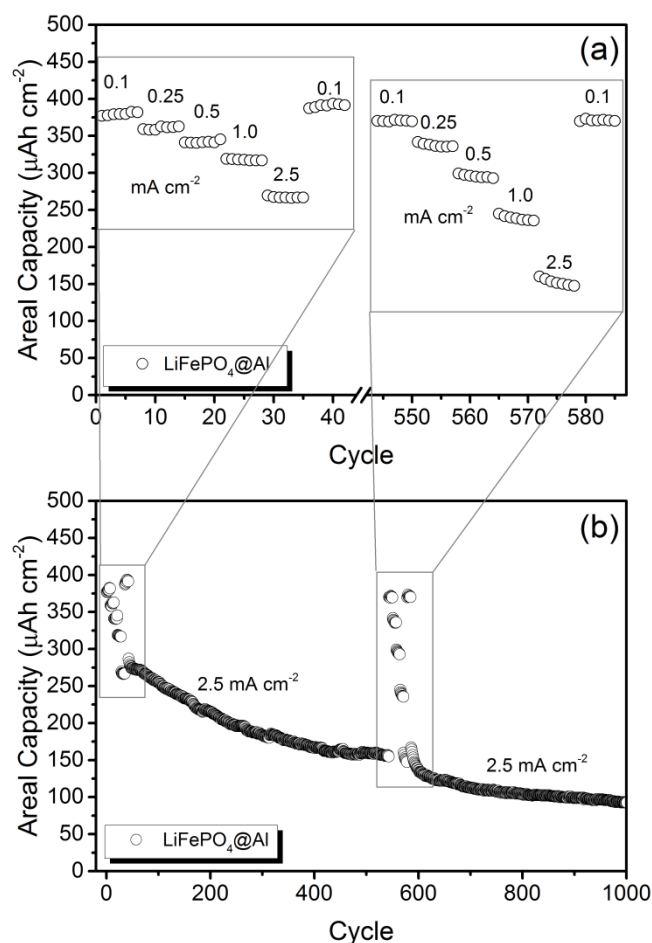 (a)
500
450
400
350
300
250
200
150
100
50
0
Areal Capacity (μAh cm⁻²)
0.1
0.25
0.5
1.0
2.5
0.1
mA cm⁻²
0.1
0.25
0.5
1.0
2.5
0.1
mA cm⁻²
LiFePO₄@Al
0 10 20 30 40 550 560 570 580
Cycle
(b)
500
450
400
350
300
250
200
150
100
50
0
Areal Capacity (μAh cm⁻²)
2.5 mA cm⁻²
2.5 mA cm⁻²
LiFePO₄@Al
0 200 400 600 800 1000
Cycle